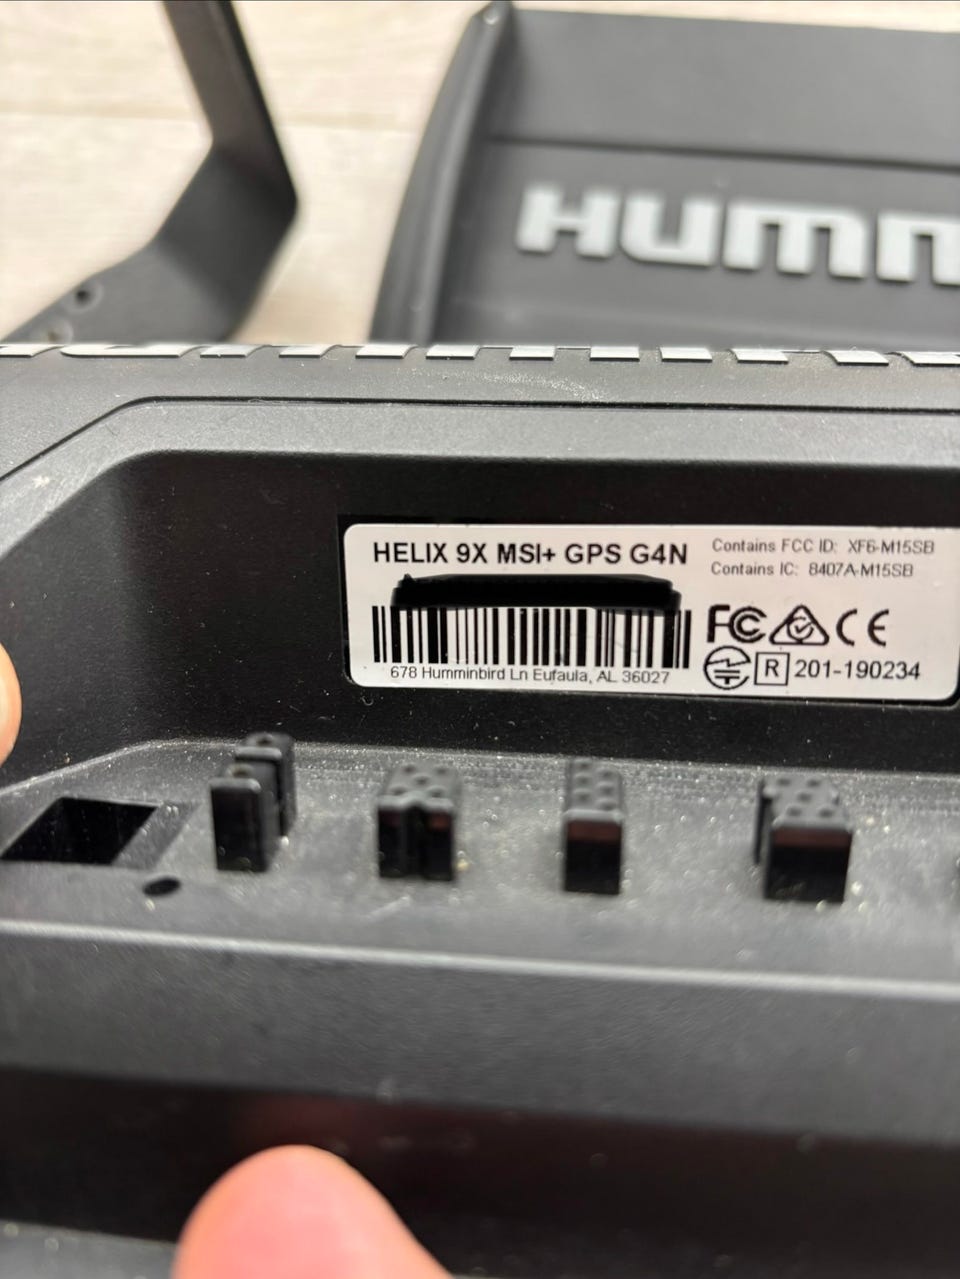 HUMM
HELIX 9X MSI+ GPS G4N
678 Humminbird Ln Eufaula, AL 36027
Contains FCC ID: XF6-M15SB
Contains IC: 8407A-M15SB
FC CE
R 201-190234